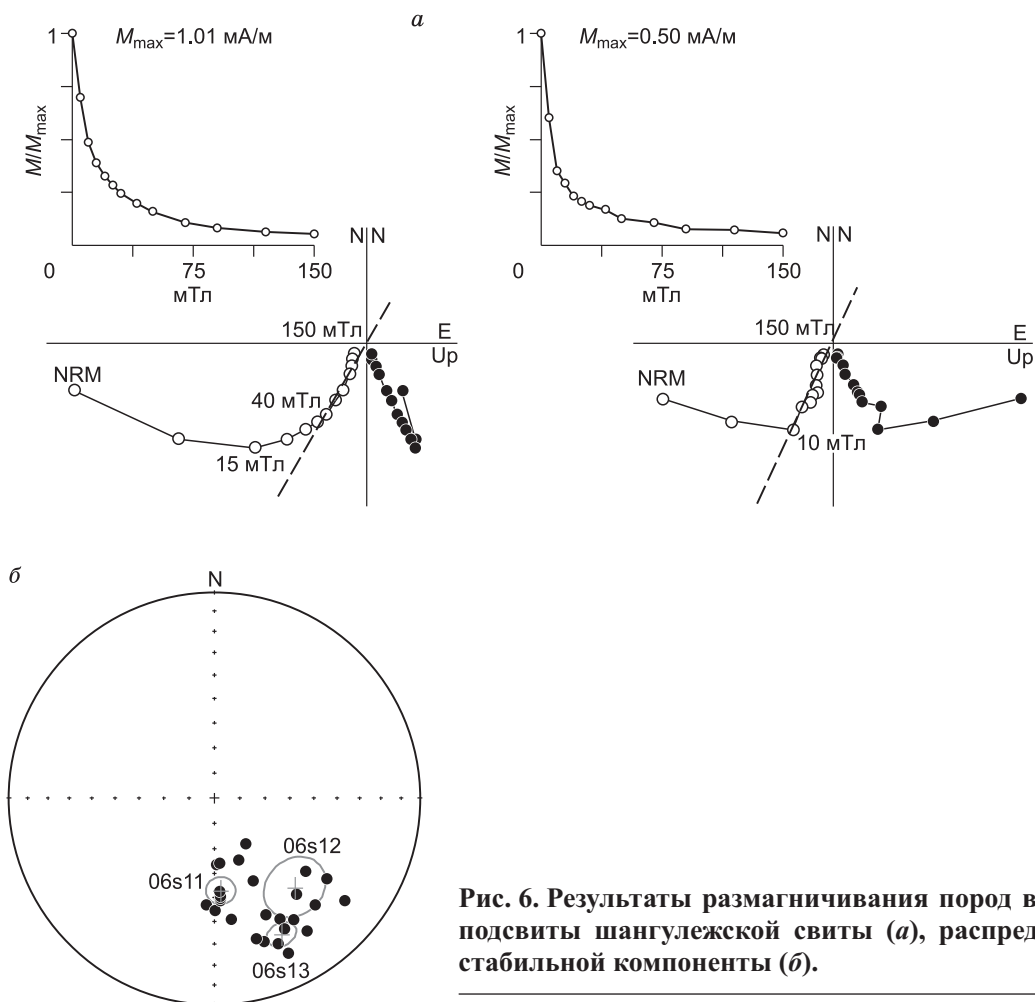 а
1
M_max=1.01 мА/м
M/M_max
0
75
150
мТл
N N
150 мТл
E
Up
NRM
40 мТл
15 мТл
1
M_max=0.50 мА/м
M/M_max
0
75
150
мТл
N N
150 мТл
E
Up
NRM
10 мТл
б
N
06s12
06s11
06s13
Рис. 6. Результаты размагничивания пород в
подсвиты шангулежской свиты (а), распред
стабильной компоненты (б).